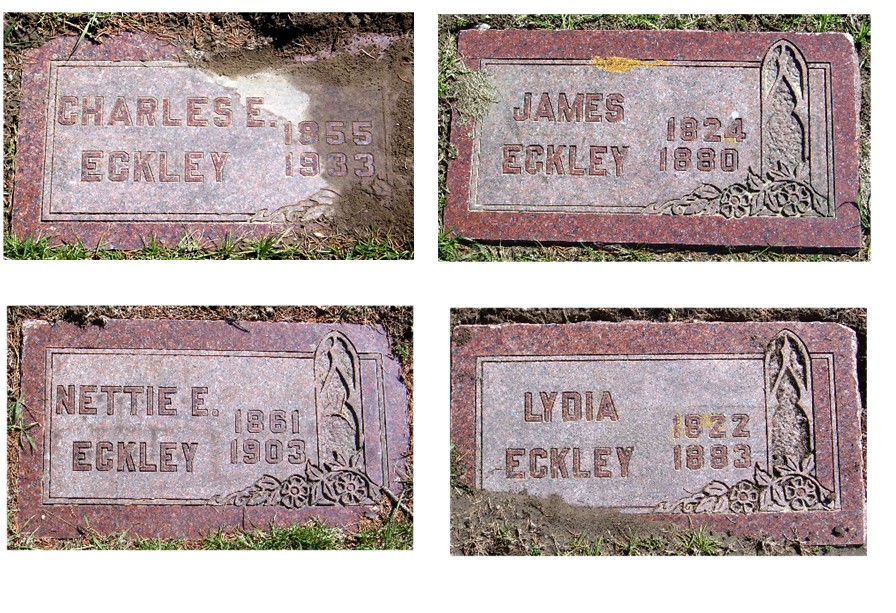 CHARLES E.
ECKLEY
1855
1933
JAMES
ECKLEY
1824
1880
NETTIE E.
ECKLEY
1861
1903
LYDIA
ECKLEY
1822
1893